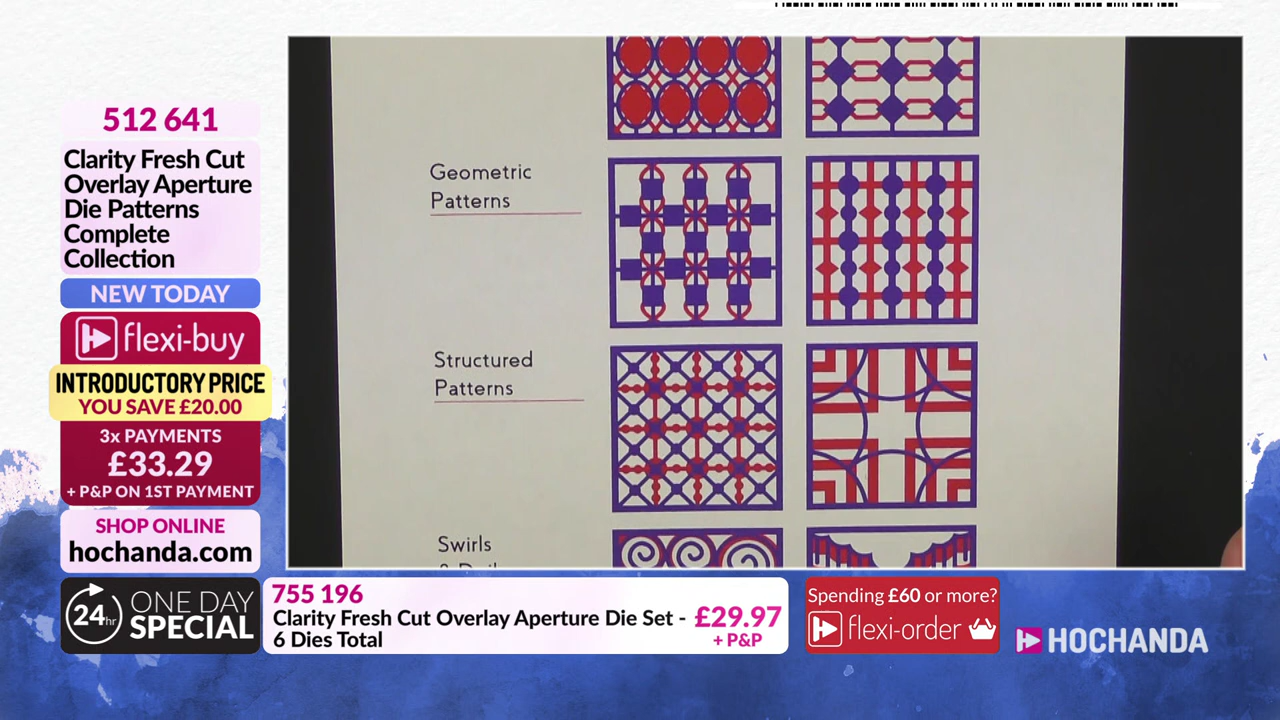 512 641
Clarity Fresh Cut
Overlay Aperture
Die Patterns
Complete
Collection
NEW TODAY
flexi-buy
INTRODUCTORY PRICE
YOU SAVE £20.00
3x PAYMENTS
£33.29
+ P&P ON 1ST PAYMENT
SHOP ONLINE
hochanda.com
Geometric
Patterns
Structured
Patterns
Swirls
24hr ONE DAY
SPECIAL
755 196
Clarity Fresh Cut Overlay Aperture Die Set -
6 Dies Total
£29.97
+ P&P
Spending £60 or more?
flexi-order
HOCHANDA